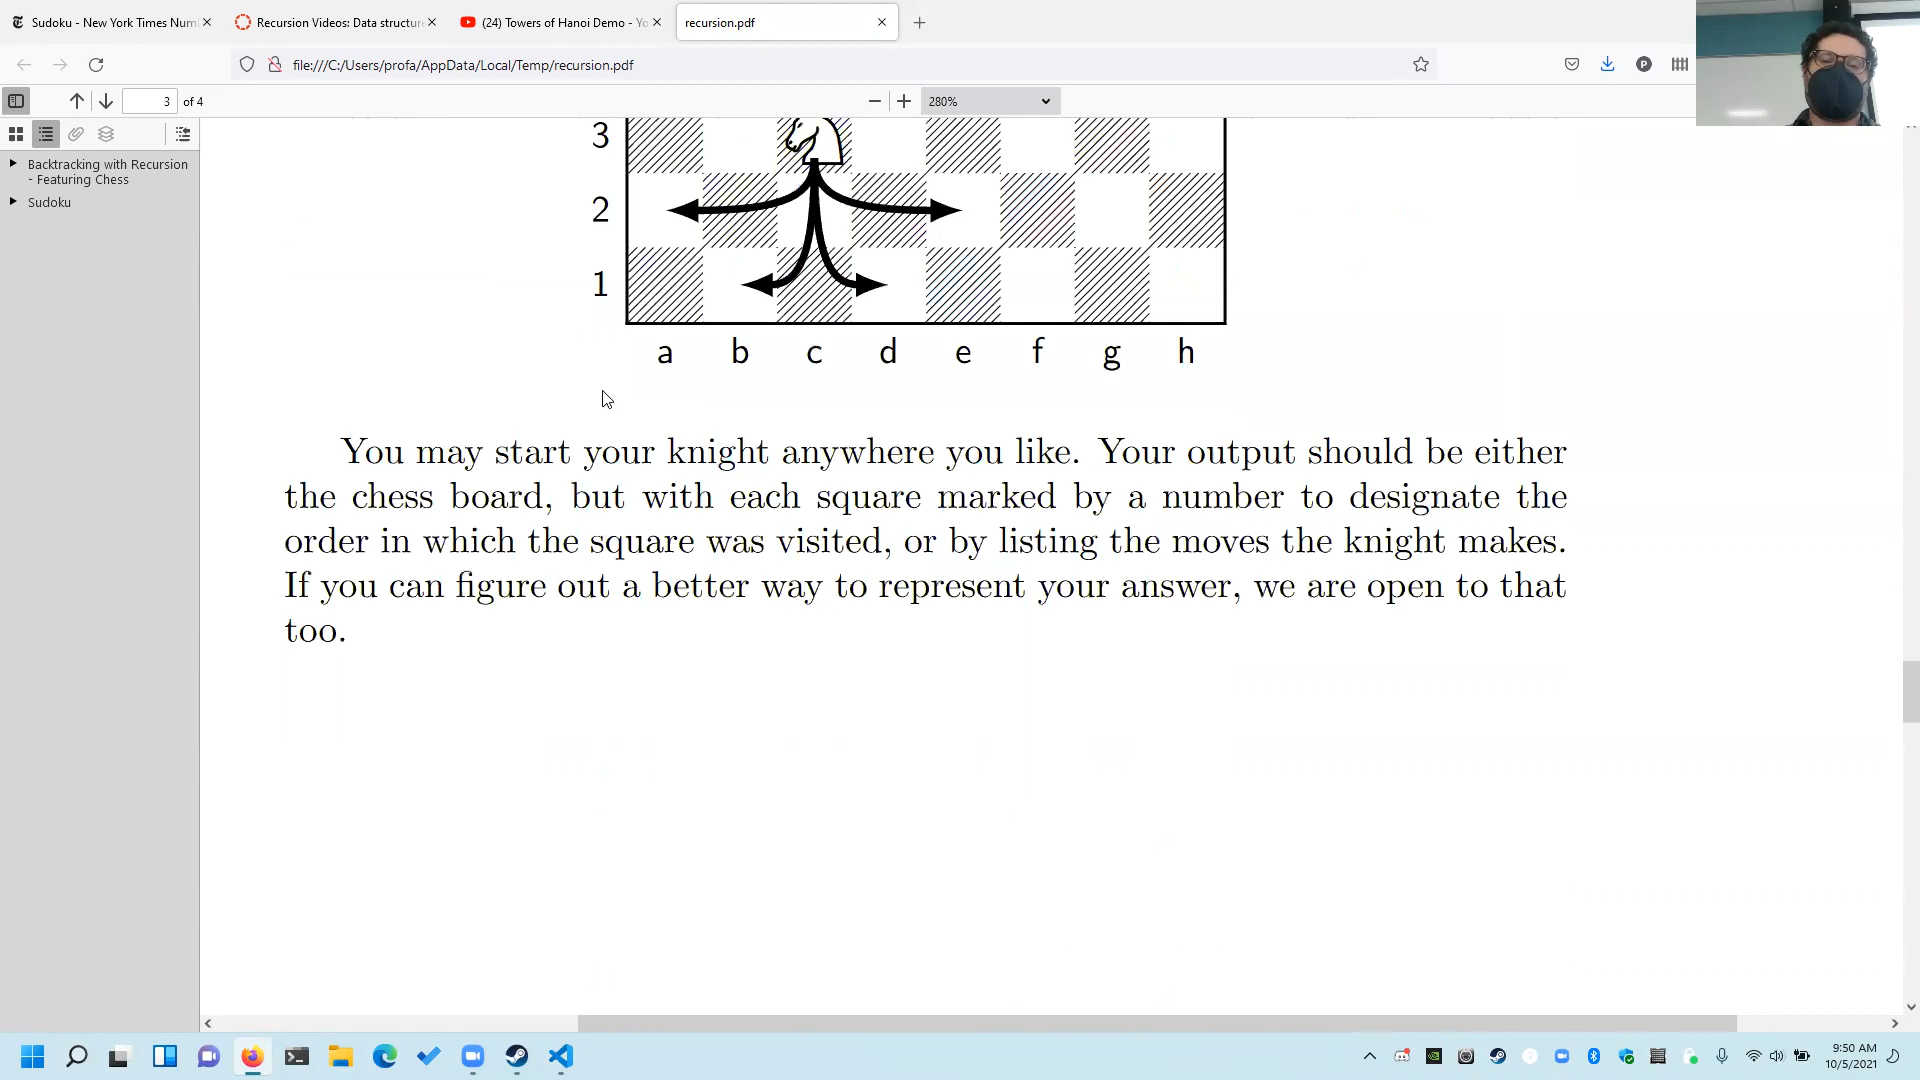 Sudoku - New York Times Num
Recursion Videos: Data structure
(24) Towers of Hanoi Demo - Yo
recursion.pdf
file:///C:/Users/profa/AppData/Local/Temp/recursion.pdf
3 of 4
280%
Backtracking with Recursion
- Featuring Chess
Sudoku
3
2
1
a b c d e f g h
You may start your knight anywhere you like. Your output should be either
the chess board, but with each square marked by a number to designate the
order in which the square was visited, or by listing the moves the knight makes.
If you can figure out a better way to represent your answer, we are open to that
too.
9:50 AM
10/5/2021